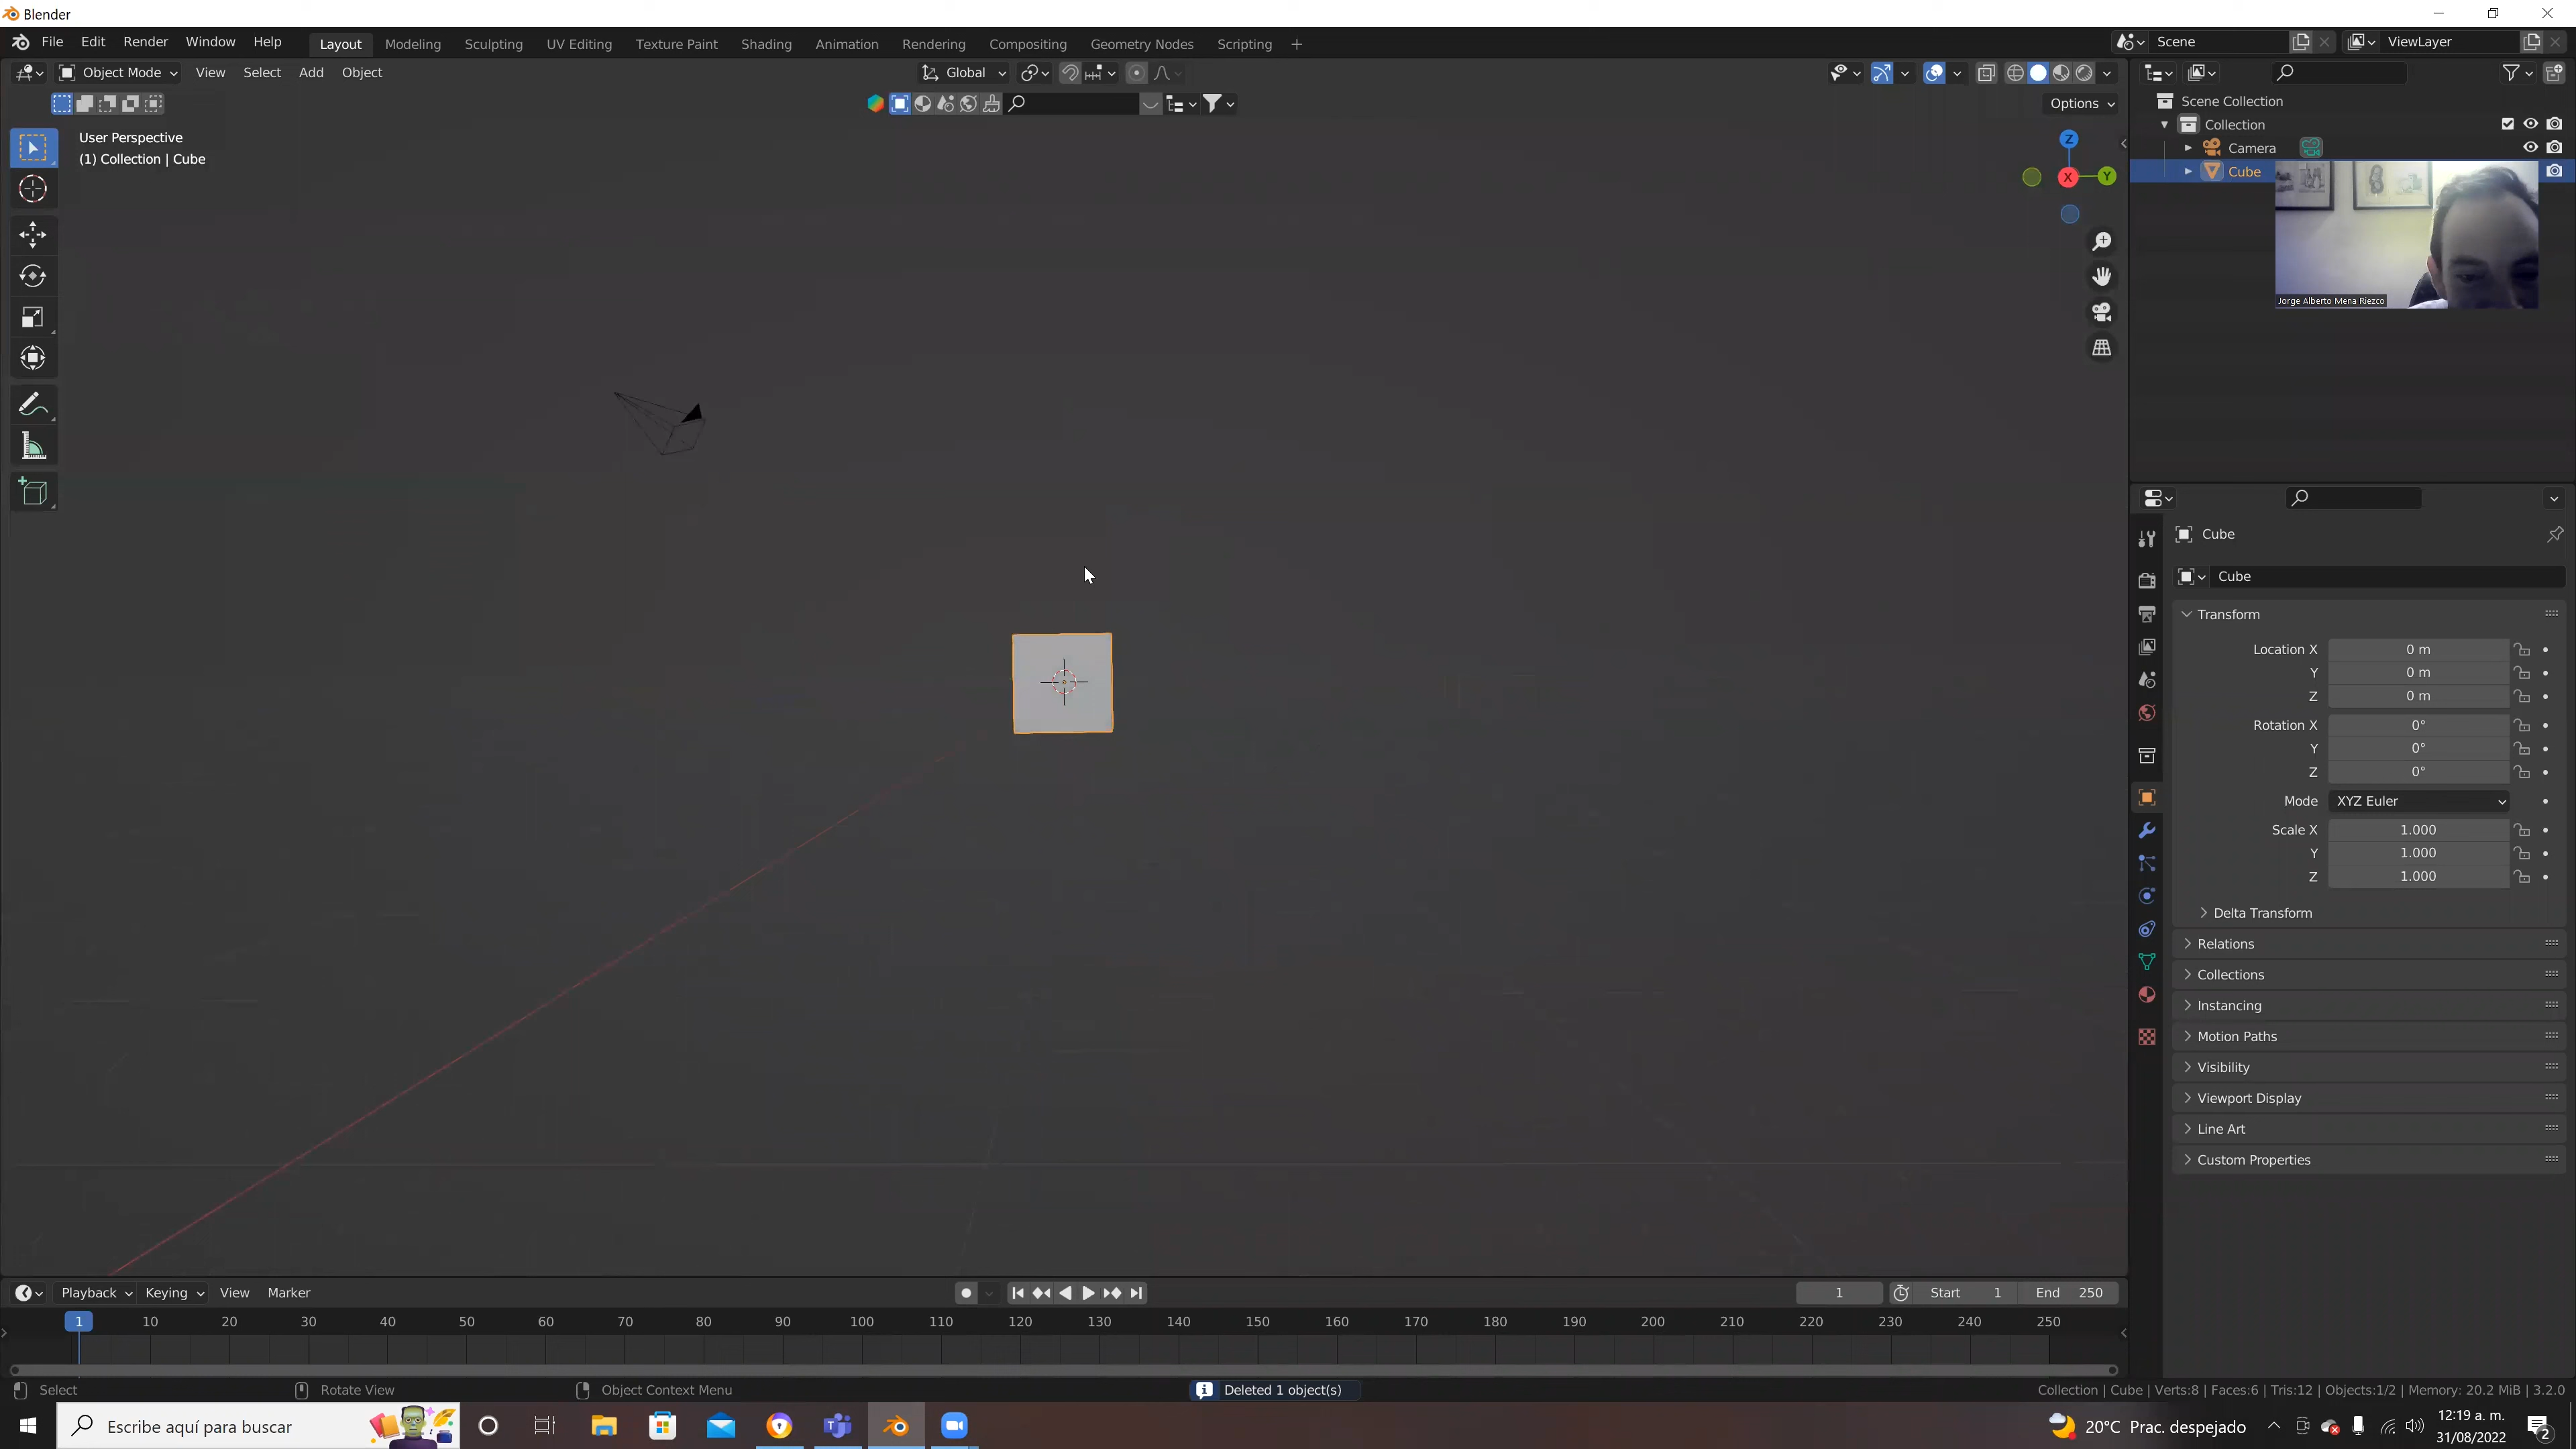 Blender
File Edit Render Window Help Layout Modeling Sculpting UV Editing Texture Paint Shading Animation Rendering Compositing Geometry Nodes Scripting + Scene ViewLayer
Object Mode View Select Add Object Global
Options
User Perspective
(1) Collection | Cube
Z
X Y
Scene Collection
Collection
Camera
Cube
Jorge Alberto Mena Riezco
Cube
Cube
Transform
Location X 0 m
Y 0 m
Z 0 m
Rotation X 0°
Y 0°
Z 0°
Mode XYZ Euler
Scale X 1.000
Y 1.000
Z 1.000
Delta Transform
Relations
Collections
Instancing
Motion Paths
Visibility
Viewport Display
Line Art
Custom Properties
Playback Keying View Marker 1 Start 1 End 250
1 10 20 30 40 50 60 70 80 90 100 110 120 130 140 150 160 170 180 190 200 210 220 230 240 250
Select Rotate View Object Context Menu Deleted 1 object(s) Collection | Cube | Verts:8 | Faces:6 | Tris:12 | Objects:1/2 | Memory: 20.2 MiB | 3.2.0
Escribe aquí para buscar 20°C Prac. despejado 12:19 a. m.
31/08/2022 2